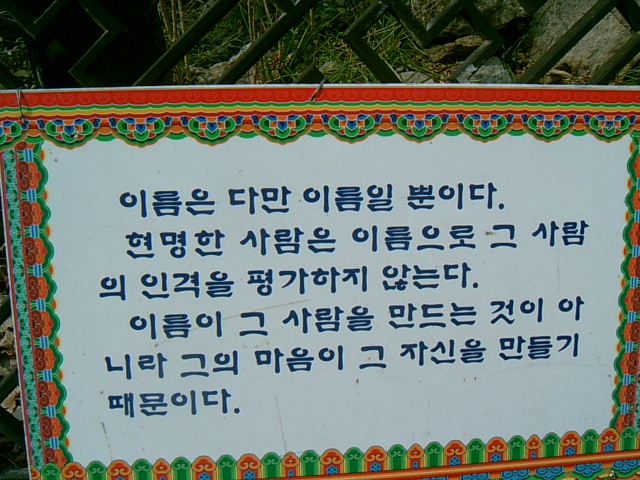 이름은 다만 이름일 뿐이다.
현명한 사람은 이름으로 그 사람
의 인격을 평가하지 않는다.
이름이 그 사람을 만드는 것이 아
니라 그의 마음이 그 자신을 만들기
때문이다.